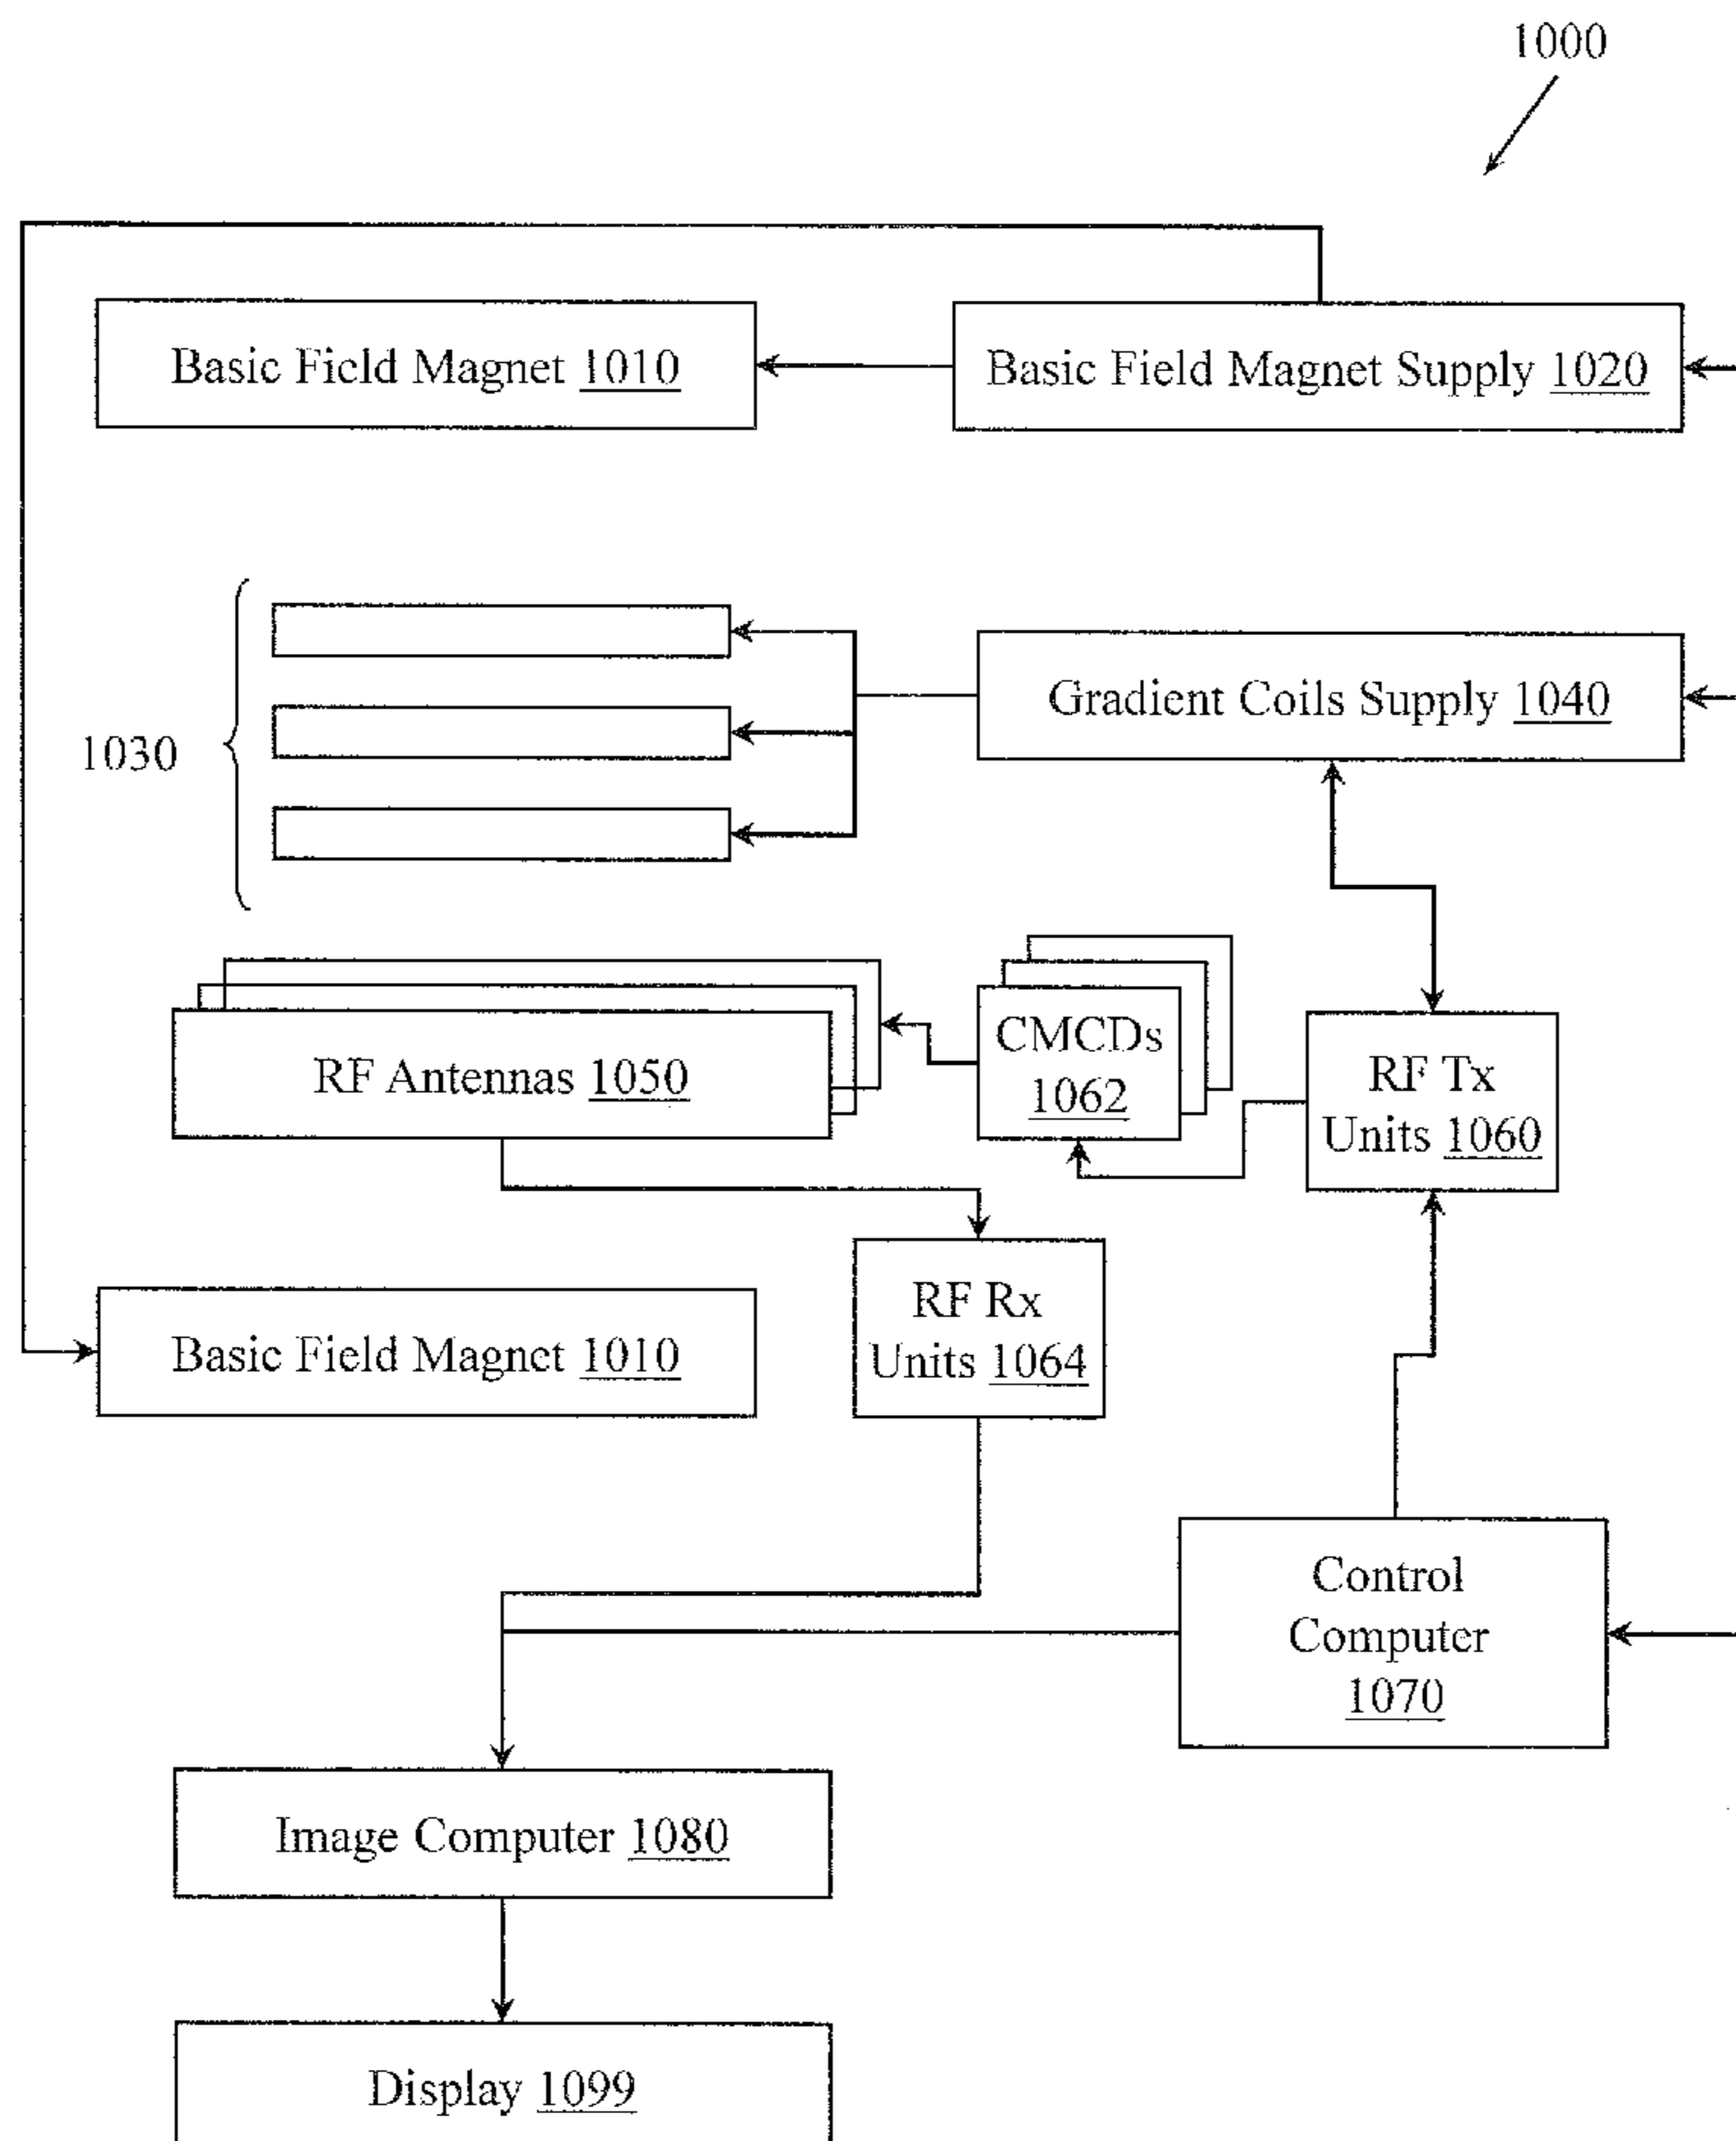 1000
Basic Field Magnet 1010
Basic Field Magnet Supply 1020
Gradient Coils Supply 1040
1030
CMCDs
1062
RF Antennas 1050
RF Tx
Units 1060
RF Rx
Units 1064
Basic Field Magnet 1010
Control
Computer
1070
Image Computer 1080
Display 1099